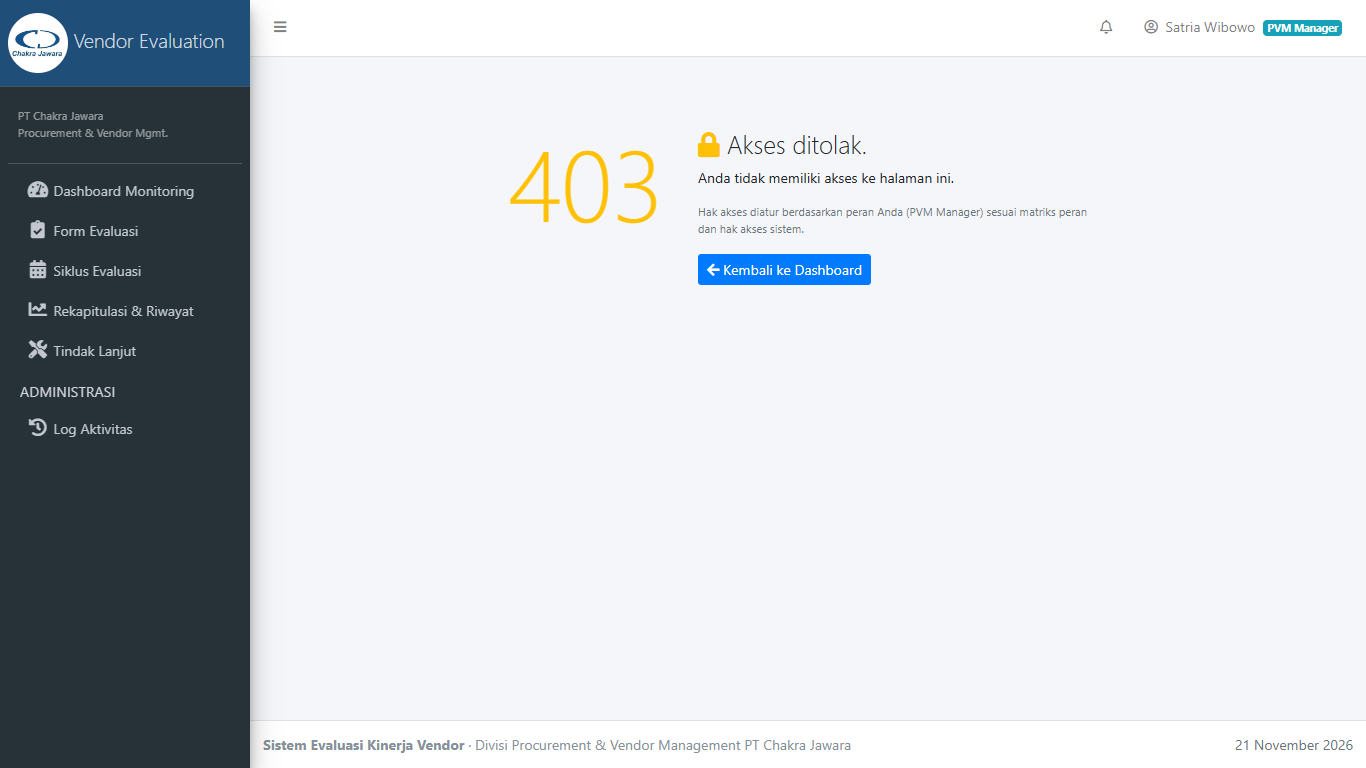 Chakra Jawara
Vendor Evaluation
Satria Wibowo PVM Manager
PT Chakra Jawara
Procurement & Vendor Mgmt.
Dashboard Monitoring
Form Evaluasi
Siklus Evaluasi
Rekapitulasi & Riwayat
Tindak Lanjut
ADMINISTRASI
Log Aktivitas
403
Akses ditolak.
Anda tidak memiliki akses ke halaman ini.
Hak akses diatur berdasarkan peran Anda (PVM Manager) sesuai matriks peran
dan hak akses sistem.
Kembali ke Dashboard
Sistem Evaluasi Kinerja Vendor · Divisi Procurement & Vendor Management PT Chakra Jawara
21 November 2026